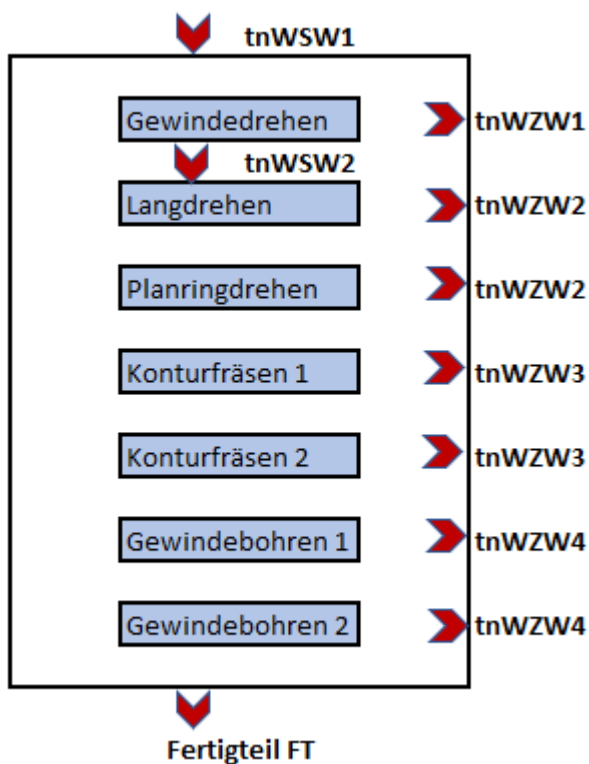 tnWSW1
Gewindedrehen
tnWZW1
tnWSW2
Langdrehen
tnWZW2
Planringdrehen
tnWZW2
Konturfräsen 1
tnWZW3
Konturfräsen 2
tnWZW3
Gewindebohren 1
tnWZW4
Gewindebohren 2
tnWZW4
Fertigteil FT